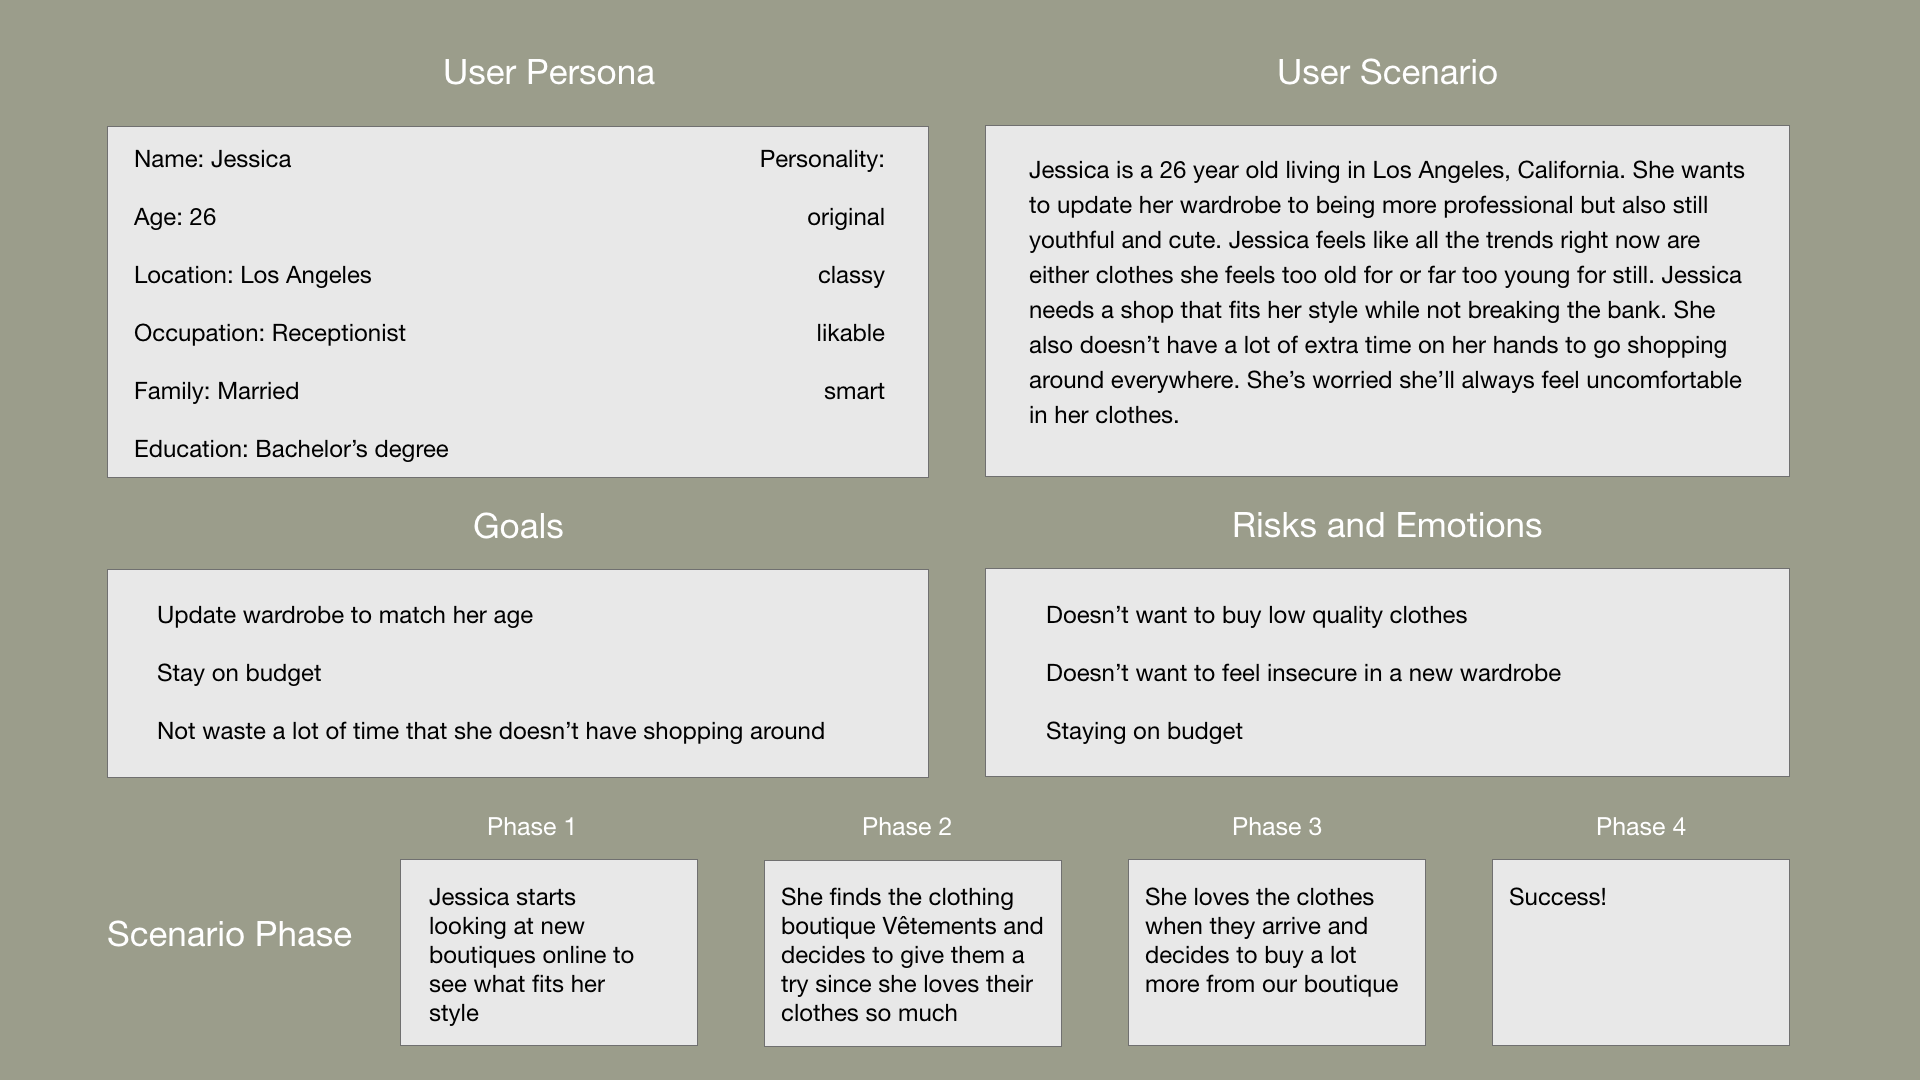 User Persona
Name: Jessica
Personality:
Age: 26
original
Location: Los Angeles
classy
Occupation: Receptionist
likable
Family: Married
smart
Education: Bachelor’s degree
User Scenario
Jessica is a 26 year old living in Los Angeles, California. She wants
to update her wardrobe to being more professional but also still
youthful and cute. Jessica feels like all the trends right now are
either clothes she feels too old for or far too young for still. Jessica
needs a shop that fits her style while not breaking the bank. She
also doesn’t have a lot of extra time on her hands to go shopping
around everywhere. She’s worried she’ll always feel uncomfortable
in her clothes.
Goals
Update wardrobe to match her age
Stay on budget
Not waste a lot of time that she doesn’t have shopping around
Risks and Emotions
Doesn’t want to buy low quality clothes
Doesn’t want to feel insecure in a new wardrobe
Staying on budget
Scenario Phase
Phase 1
Jessica starts
looking at new
boutiques online to
see what fits her
style
Phase 2
She finds the clothing
boutique Vêtements and
decides to give them a
try since she loves their
clothes so much
Phase 3
She loves the clothes
when they arrive and
decides to buy a lot
more from our boutique
Phase 4
Success!